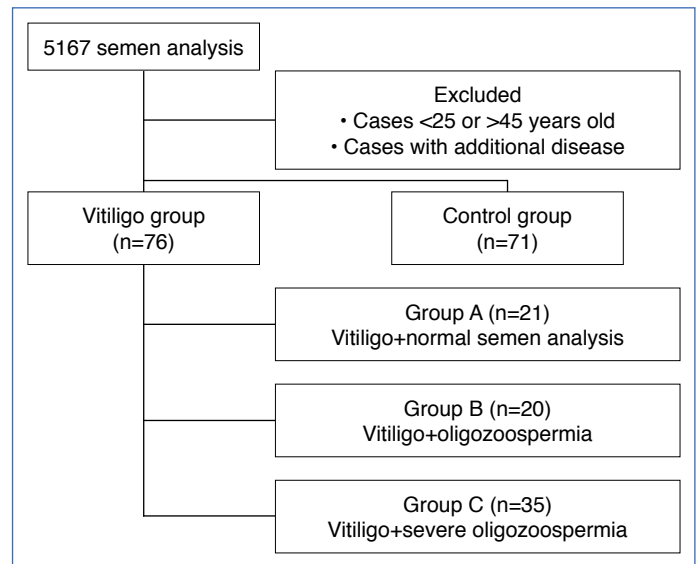 5167 semen analysis
Excluded
• Cases <25 or >45 years old
• Cases with additional disease
Vitiligo group
(n=76)
Control group
(n=71)
Group A (n=21)
Vitiligo+normal semen analysis
Group B (n=20)
Vitiligo+oligozoospermia
Group C (n=35)
Vitiligo+severe oligozoospermia